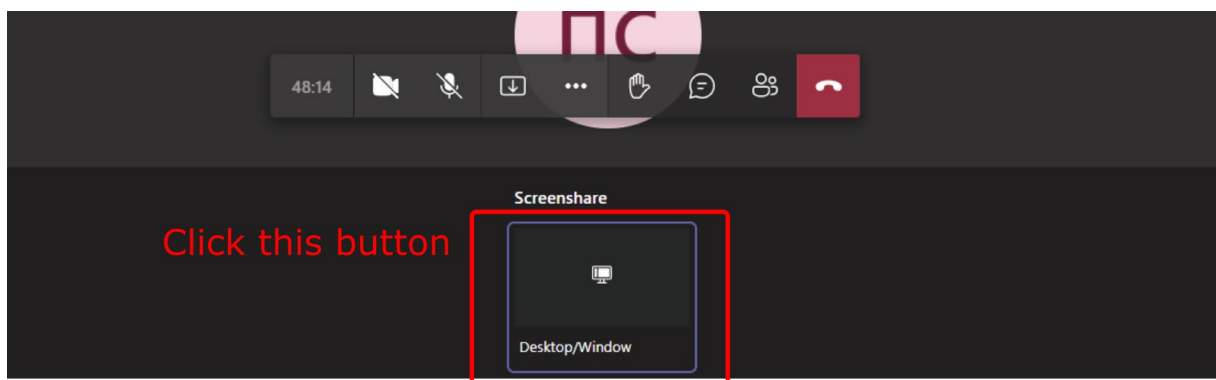 ПС
48:14
Screenshare
Click this button
Desktop/Window